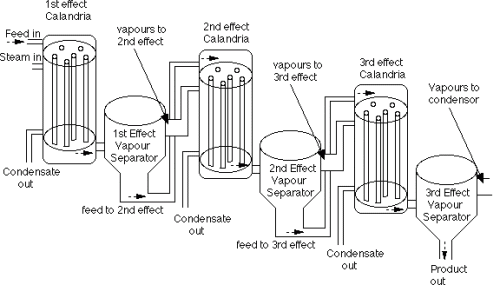 1st effect
Calandria
Feed in
Steam in
Condensate
out
vapours to
2nd effect
1st Effect
Vapour
Separator
feed to 2nd effect
2nd effect
Calandria
Condensate
out
vapours to
3rd effect
2nd Effect
Vapour
Separator
feed to 3rd effect
3rd effect
Calandria
Condensate
out
Vapours to
condensor
3rd Effect
Vapour
Separator
Product
out